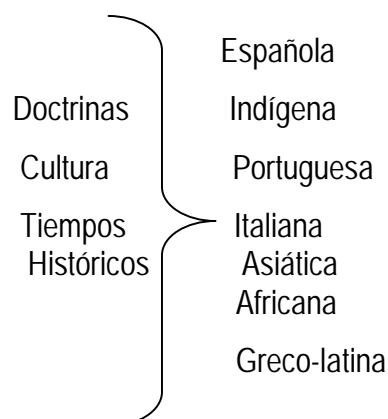 Doctrinas
Cultura
Tiempos
Históricos
Española
Indígena
Portuguesa
Italiana
Asiática
Africana
Greco-latina